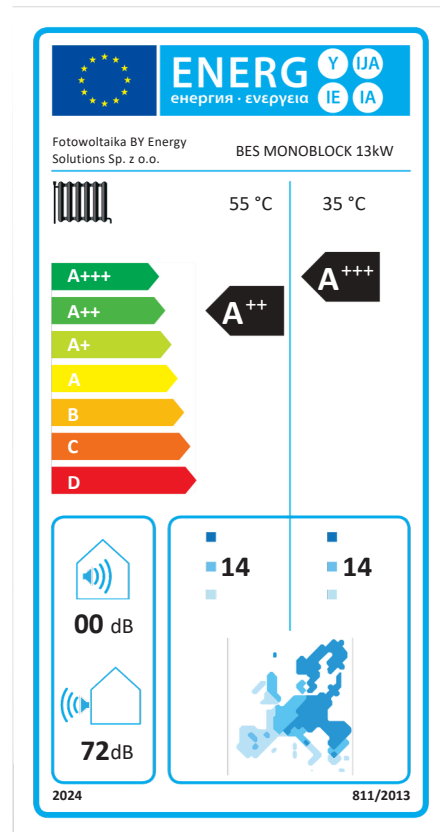 ENERG
Y IJA
IE IA
енергия · ενεργεια
Fotowoltaika BY Energy
Solutions Sp. z o.o.
BES MONOBLOCK 13kW
55 °C 35 °C
A+++
A++
A+
A
B
C
D
A++
A+++
14 14
00 dB
72dB
2024 811/2013